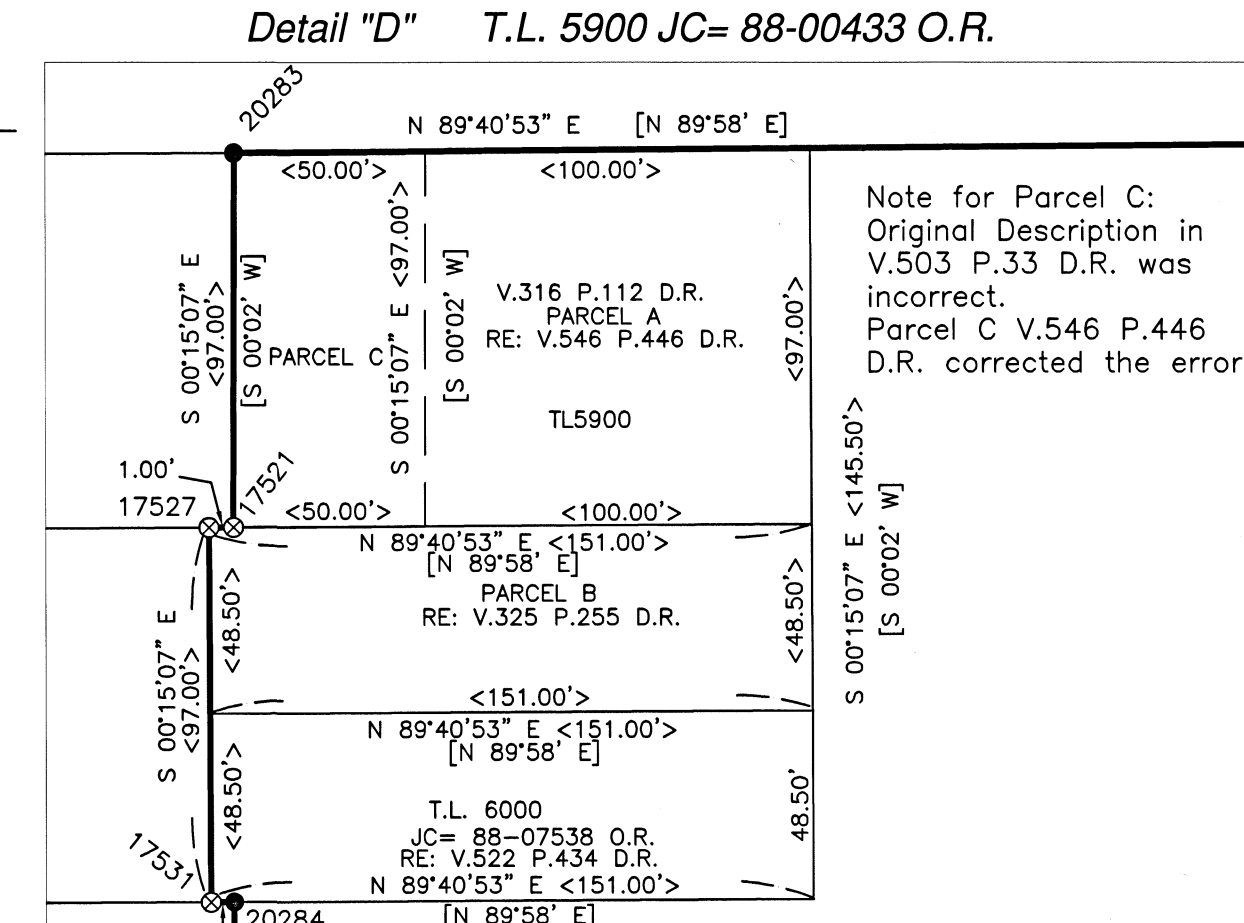 Detail "D" T.L. 5900 JC= 88-00433 O.R.
20283
N 89°40'53" E [N 89°58' E]
<50.00'> <100.00'>
S 00°15'07" E
<97.00'>
[S 00°02' W]
PARCEL C
S 00°15'07" E <97.00'>
[S 00°02' W]
V.316 P.112 D.R.
PARCEL A
RE: V.546 P.446 D.R.
TL5900
<97.00'>
Note for Parcel C:
Original Description in
V.503 P.33 D.R. was
incorrect.
Parcel C V.546 P.446
D.R. corrected the error
S 00°15'07" E <145.50'>
[S 00°02' W]
1.00'
17527
17521
<50.00'> <100.00'>
N 89°40'53" E <151.00'>
[N 89°58' E]
PARCEL B
RE: V.325 P.255 D.R.
<48.50'>
<48.50'>
S 00°15'07" E
<97.00'>
<151.00'>
N 89°40'53" E <151.00'>
[N 89°58' E]
<48.50'>
48.50'
T.L. 6000
JC= 88-07538 O.R.
RE: V.522 P.434 D.R.
N 89°40'53" E <151.00'>
17531
20284
[N 89°58' E]